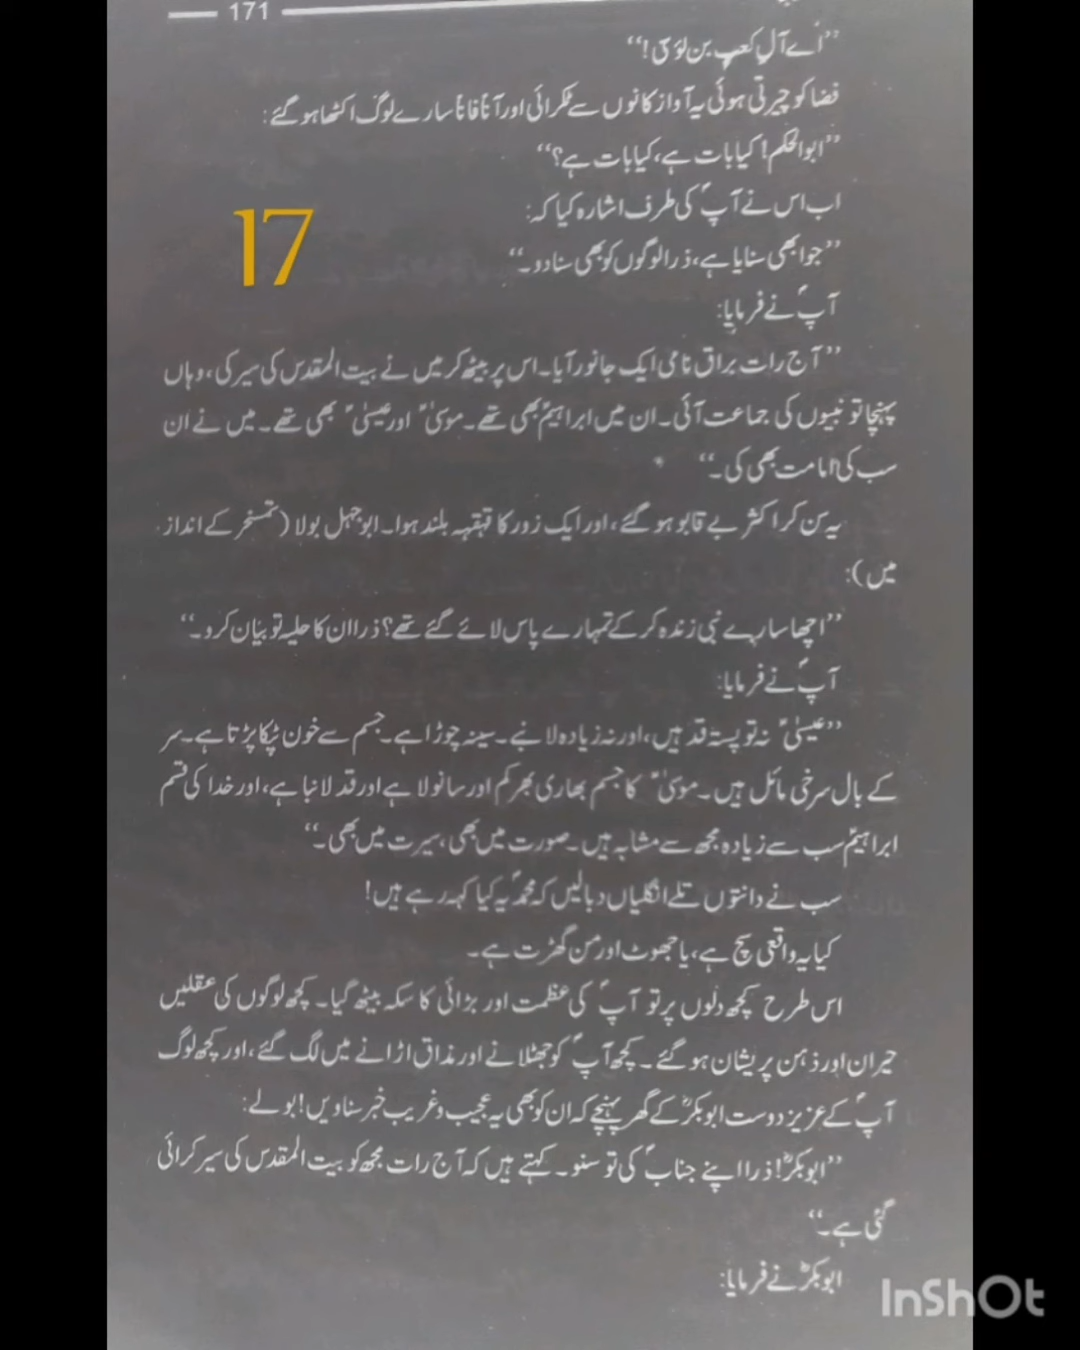 171
’’اے آلِ کعب بن لوٴی!‘‘
فضا کو چیرتی ہوئی یہ آواز کانوں سے ٹکرائی اور آناً فاناً سارے لوگ اکٹھا ہوگئے:
’’ابوالحکم! کیا بات ہے، کیا بات ہے؟‘‘
اب اس نے آپؐ کی طرف اشارہ کیا کہ:
17
’’جو ابھی سنایا ہے، ذرا لوگوں کو بھی سنا دو۔‘‘
آپؐ نے فرمایا:
’’آج رات براق نامی ایک جانور آیا۔ اس پر بیٹھ کر میں نے بیت المقدس کی سیر کی، وہاں
پہنچا تو نبیوں کی جماعت آئی۔ ان میں ابراہیمؑ بھی تھے۔ موسیٰؑ اور عیسیٰؑ بھی تھے۔ میں نے ان
سب کی امامت بھی کی۔‘‘
یہ سن کر اکثر بے قابو ہوگئے، اور ایک زور کا قہقہہ بلند ہوا۔ ابوجہل بولا (تمسخر کے انداز
میں):
’’اچھا سارے نبی زندہ کر کے تمہارے پاس لائے گئے تھے؟ ذرا ان کا حلیہ تو بیان کرو۔‘‘
آپؐ نے فرمایا:
’’عیسیٰؑ نہ تو پستہ قد ہیں، اور نہ زیادہ لانبے۔ سینہ چوڑا ہے۔ جسم سے خون ٹپکا پڑتا ہے۔ سر
کے بال سرخی مائل ہیں۔ موسیٰؑ کا جسم بھاری بھرکم اور سانولا ہے اور قد لانبا ہے، اور خدا کی قسم
ابراہیمؑ سب سے زیادہ مجھ سے مشابہ ہیں۔ صورت میں بھی، سیرت میں بھی۔‘‘
سب نے دانتوں تلے انگلیاں دبالیں کہ محمدؐ یہ کیا کہہ رہے ہیں!
کیا یہ واقعی سچ ہے، یا جھوٹ اور من گھڑت ہے۔
اس طرح کچھ دلوں پر تو آپؐ کی عظمت اور بڑائی کا سکہ بیٹھ گیا۔ کچھ لوگوں کی عقلیں
حیران اور ذہن پریشان ہوگئے۔ کچھ آپؐ کو جھٹلانے اور مذاق اڑانے میں لگ گئے، اور کچھ لوگ
آپؐ کے عزیز دوست ابوبکرؓ کے گھر پہنچے کہ ان کو بھی یہ عجیب وغریب خبر سنادیں! بولے:
’’ابوبکرؓ! ذرا اپنے جنابؐ کی تو سنو۔ کہتے ہیں کہ آج رات مجھ کو بیت المقدس کی سیر کرائی
گئی ہے۔‘‘
ابوبکرؓ نے فرمایا:
InShOt